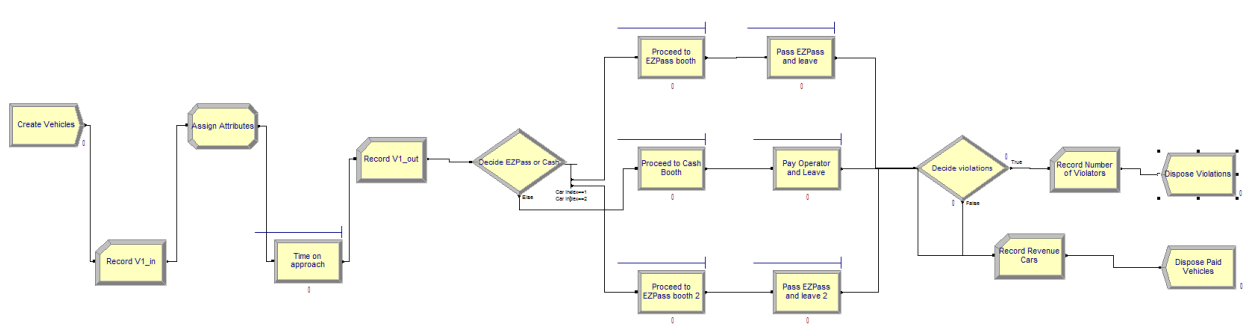 Create Vehicles
0
Record V1_in
Assign Attributes
Time on
approach
0
Record V1_out
Decide EZPass or Cash
Car Index==1
Car Index==2
Else
Proceed to
EZPass booth
0
Pass EZPass
and leave
0
Proceed to Cash
Booth
0
Pay Operator
and Leave
0
Proceed to
EZPass booth 2
0
Pass EZPass
and leave 2
0
Decide violations
0
True
0
False
Record Number
of Violators
Dispose Violations
0
Record Revenue
Cars
Dispose Paid
Vehicles
0